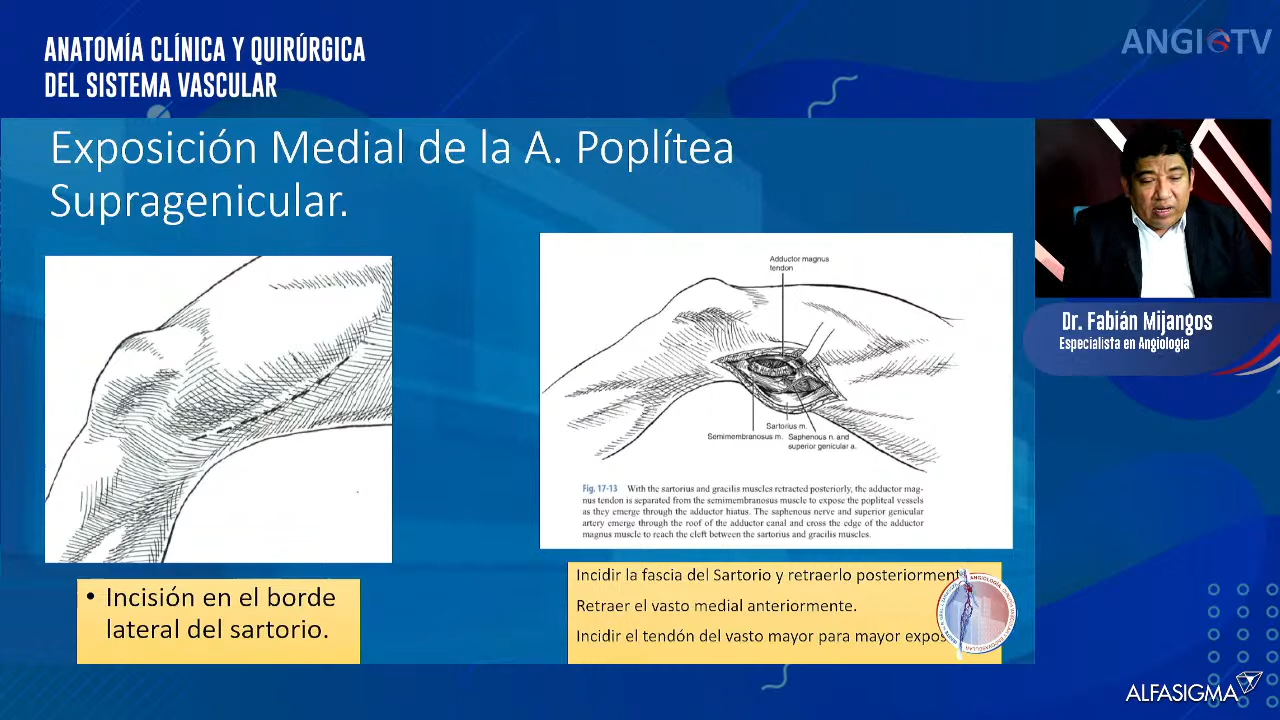 ANATOMÍA CLÍNICA Y QUIRÚRGICA
DEL SISTEMA VASCULAR
ANGIOTV
Exposición Medial de la A. Poplítea
Supragenicular.
Dr. Fabián Mijangos
Especialista en Angiología
Adductor magnus
tendon
Sartorius m.
Semimembranosus m.
Saphenous n. and
superior genicular a.
Fig. 17-13 With the sartorius and gracilis muscles retracted posteriorly, the adductor mag-
nus tendon is separated from the semimembranosus muscle to expose the popliteal vessels
as they emerge through the adductor hiatus. The saphenous nerve and superior genicular
artery emerge through the roof of the adductor canal and cross the edge of the adductor
magnus muscle to reach the cleft between the sartorius and gracilis muscles.
• Incisión en el borde
lateral del sartorio.
Incidir la fascia del Sartorio y retraerlo posteriorment
Retraer el vasto medial anteriormente.
Incidir el tendón del vasto mayor para mayor expos
ALFASIGMA